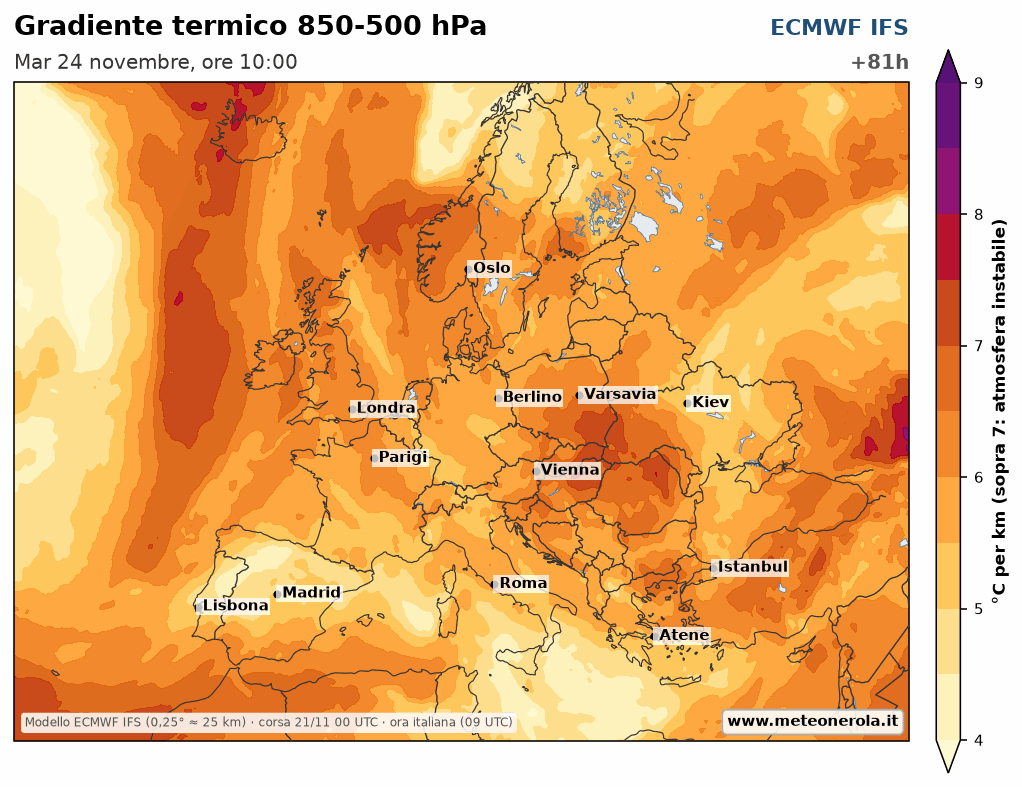 Gradiente termico 850-500 hPa
ECMWF IFS
Mar 24 novembre, ore 10:00
+81h
9
8
7
6
5
4
°C per km (sopra 7: atmosfera instabile)
Oslo
Berlino
Varsavia
Kiev
Londra
Parigi
Vienna
Istanbul
Roma
Madrid
Lisbona
Atene
Modello ECMWF IFS (0,25° ≈ 25 km) · corsa 21/11 00 UTC · ora italiana (09 UTC)
www.meteonerola.it